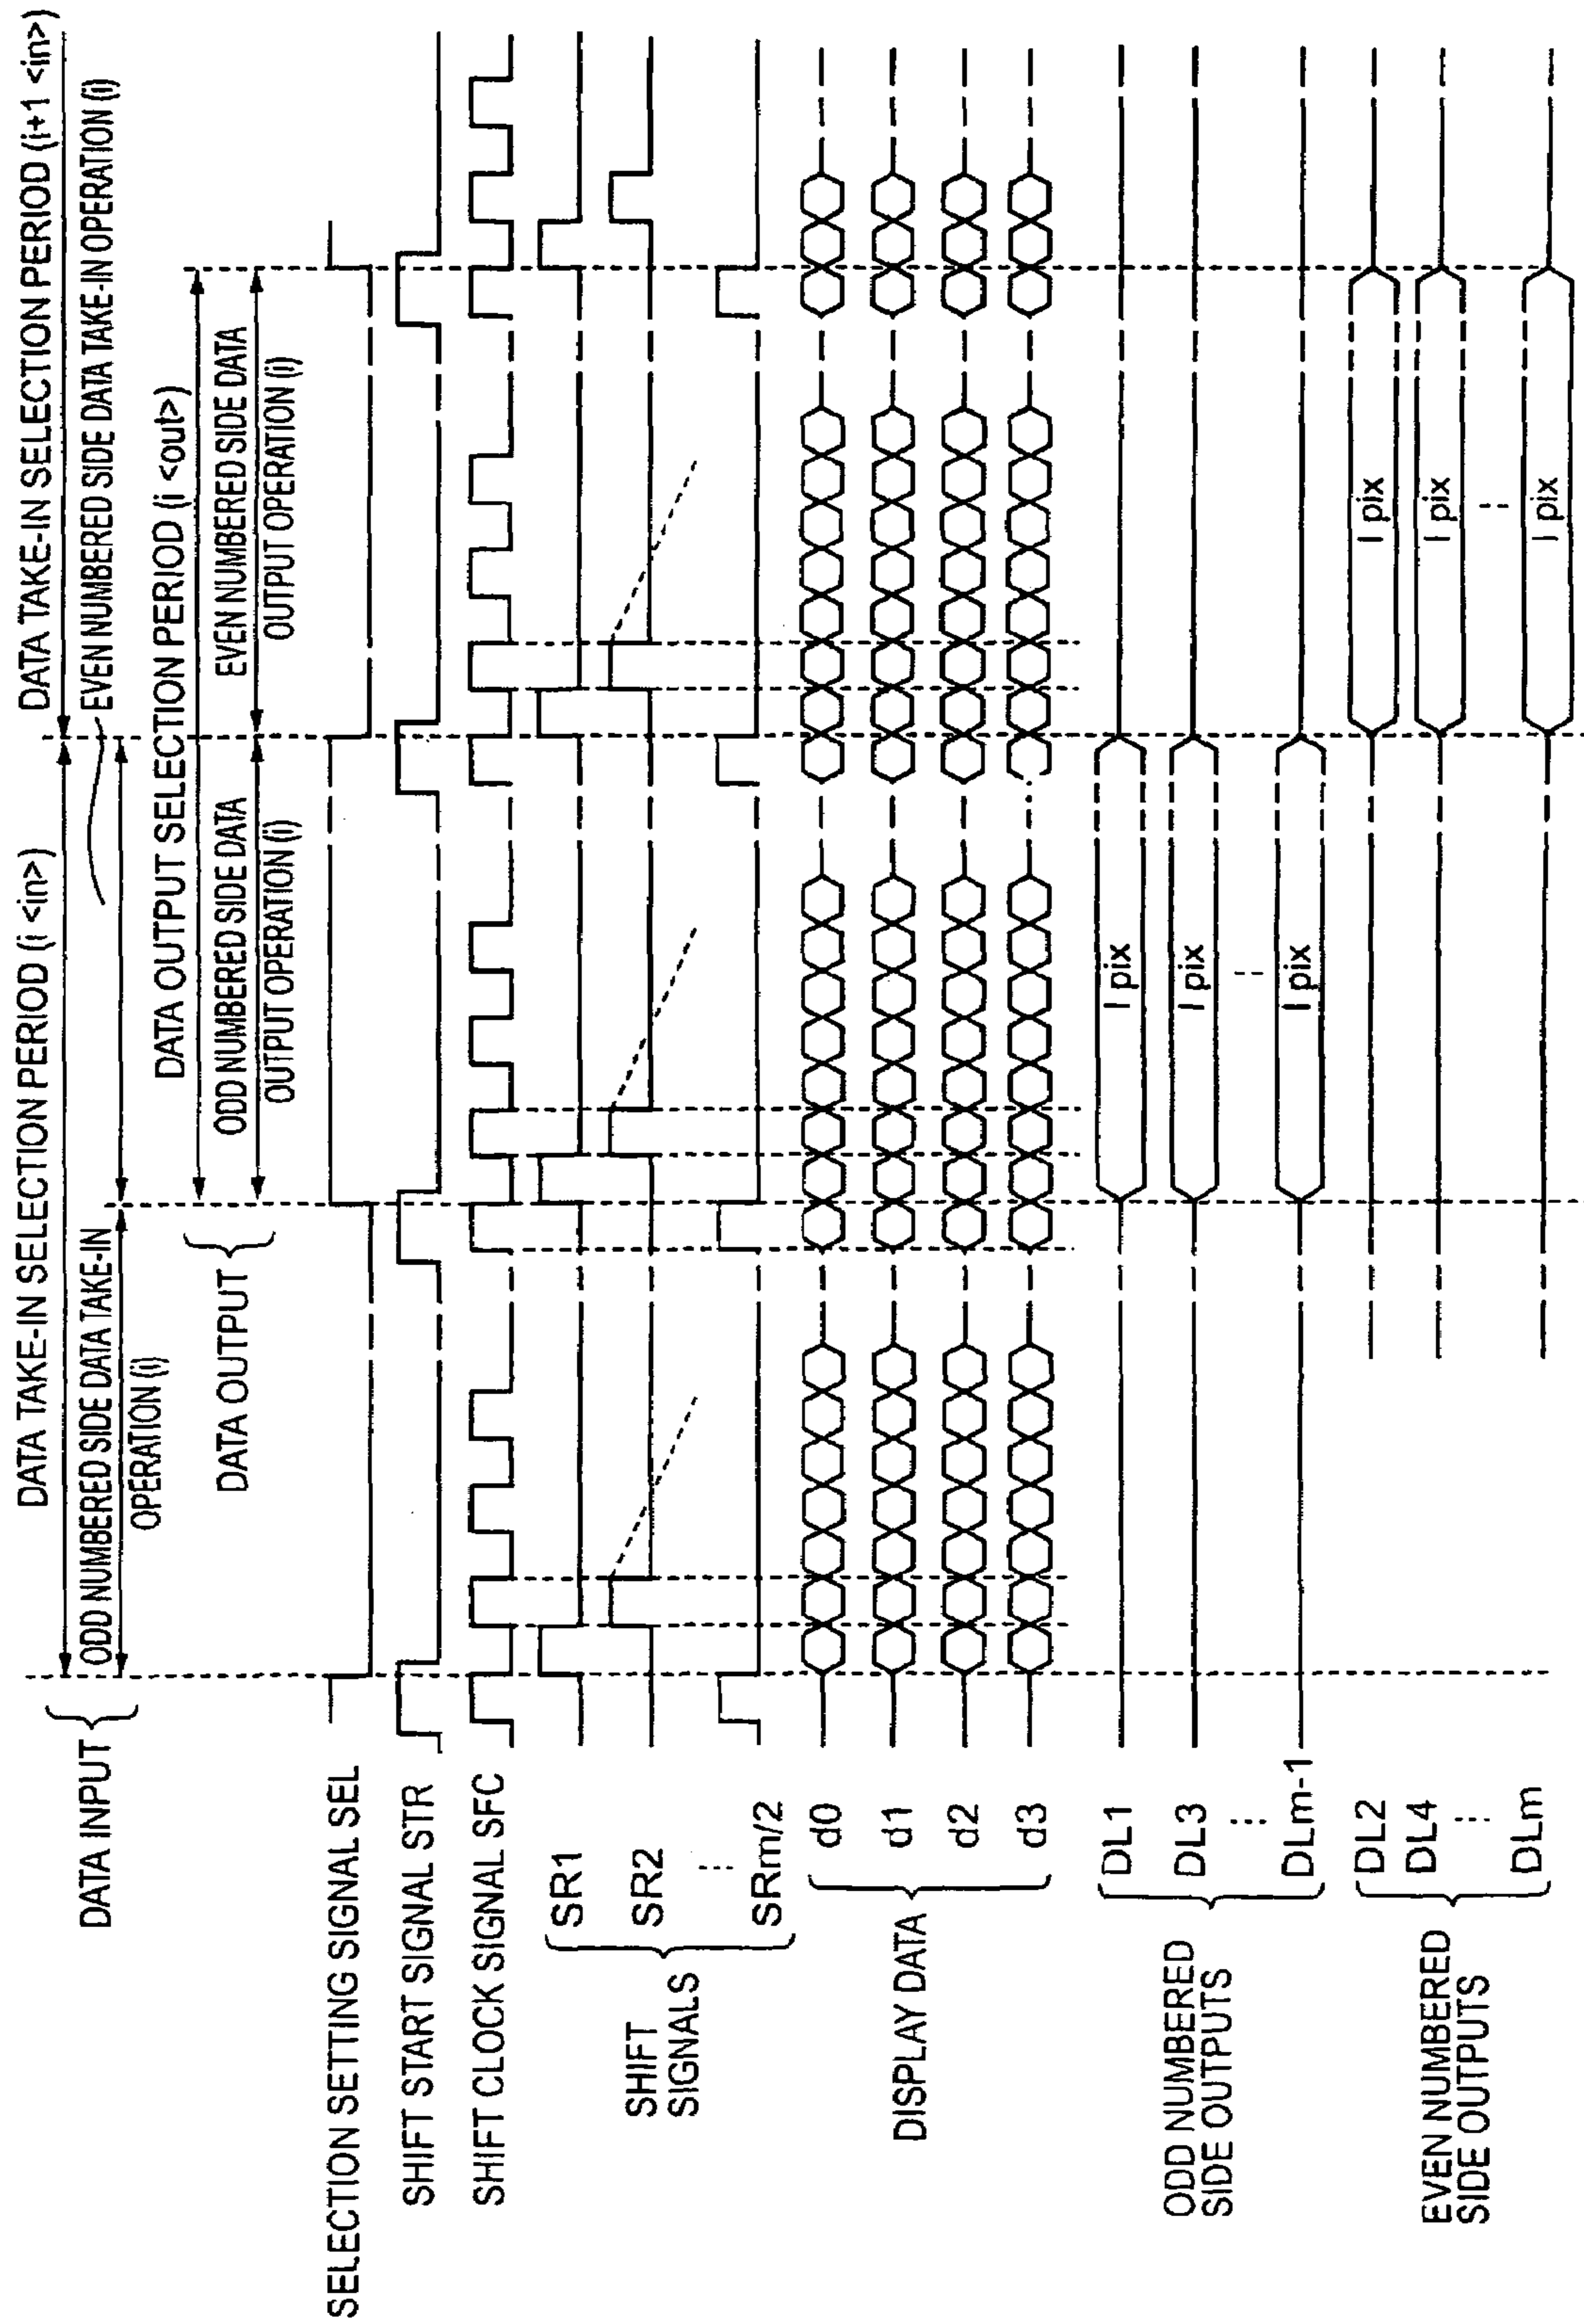 DATA INPUT
DATA TAKE-IN SELECTION PERIOD (i <in>)
DATA TAKE-IN SELECTION PERIOD (i+1 <in>
ODD NUMBERED SIDE DATA TAKE-IN
OPERATION (i)
EVEN NUMBERED SIDE DATA TAKE-IN OPERATION (i)
DATA OUTPUT
DATA OUTPUT SELECTION PERIOD (i <out>)
ODD NUMBERED SIDE DATA
OUTPUT OPERATION (i)
EVEN NUMBERED SIDE DATA
OUTPUT OPERATION (i)
SELECTION SETTING SIGNAL SEL
SHIFT START SIGNAL STR
SHIFT CLOCK SIGNAL SFC
SHIFT
SIGNALS
SR1
SR2
SRm/2
DISPLAY DATA
d0
d1
d2
d3
ODD NUMBERED
SIDE OUTPUTS
DL1
I pix
DL3
I pix
DLm-1
I pix
EVEN NUMBERED
SIDE OUTPUTS
DL2
I pix
DL4
I pix
DLm
I pix